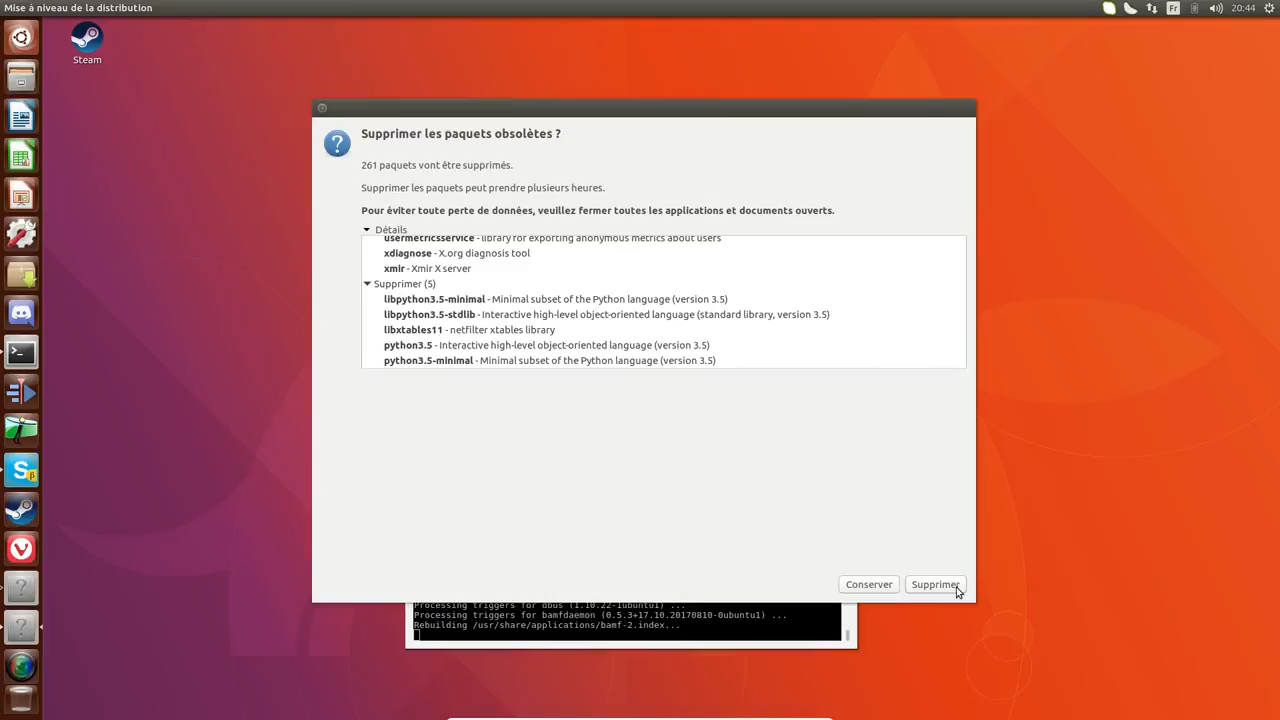 Mise à niveau de la distribution
Fr
20:44
Steam
Supprimer les paquets obsolètes ?
261 paquets vont être supprimés.
Supprimer les paquets peut prendre plusieurs heures.
Pour éviter toute perte de données, veuillez fermer toutes les applications et documents ouverts.
Détails
usermetricsservice - library for exporting anonymous metrics about users
xdiagnose - X.org diagnosis tool
xmir - Xmir X server
Supprimer (5)
libpython3.5-minimal - Minimal subset of the Python language (version 3.5)
libpython3.5-stdlib - Interactive high-level object-oriented language (standard library, version 3.5)
libxtables11 - netfilter xtables library
python3.5 - Interactive high-level object-oriented language (version 3.5)
python3.5-minimal - Minimal subset of the Python language (version 3.5)
Conserver Supprimer
Processing triggers for dbus (1.10.22-1ubuntu1) ...
Processing triggers for bamfdaemon (0.5.3+17.10.20170810-0ubuntu1) ...
Rebuilding /usr/share/applications/bamf-2.index...